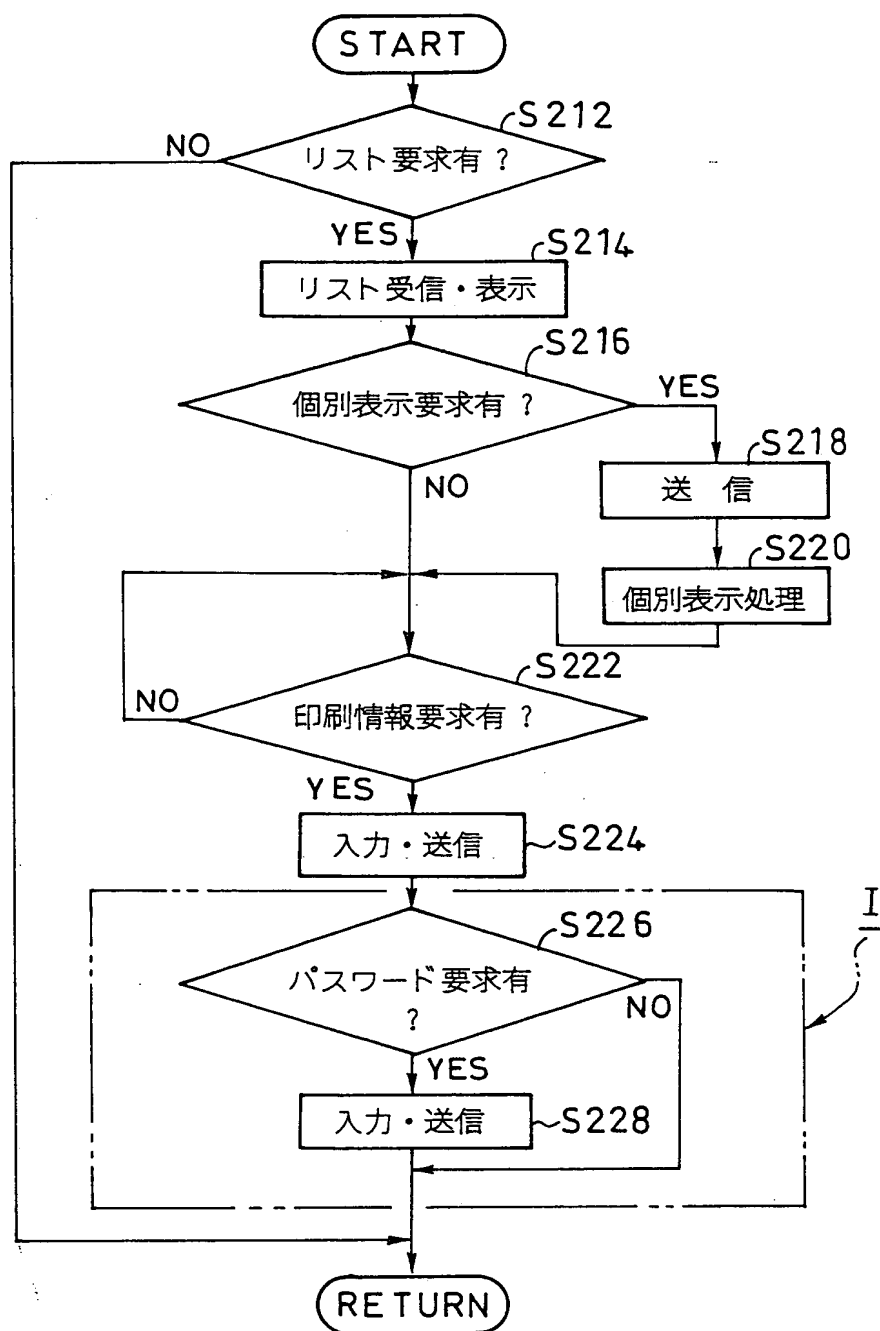 START
S212
リスト要求有 ?
NO
YES
S214
リスト受信・表示
S216
個別表示要求有 ?
YES
NO
S218
送 信
S220
個別表示処理
S222
印刷情報要求有 ?
NO
YES
入力・送信
S224
I
S226
パスワード要求有
?
NO
YES
入力・送信
S228
RETURN